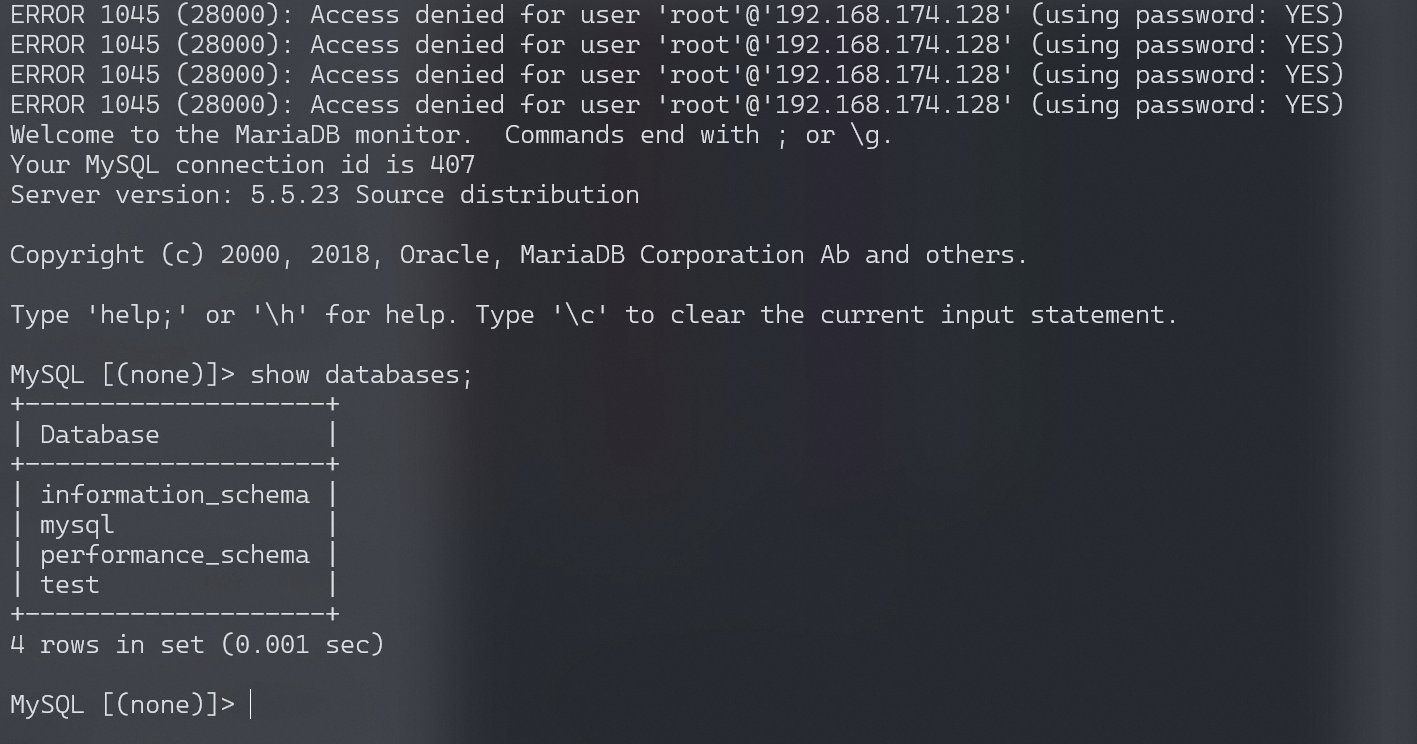 ERROR 1045 (28000): Access denied for user 'root'@'192.168.174.128' (using password: YES)
ERROR 1045 (28000): Access denied for user 'root'@'192.168.174.128' (using password: YES)
ERROR 1045 (28000): Access denied for user 'root'@'192.168.174.128' (using password: YES)
ERROR 1045 (28000): Access denied for user 'root'@'192.168.174.128' (using password: YES)
Welcome to the MariaDB monitor.  Commands end with ; or \g.
Your MySQL connection id is 407
Server version: 5.5.23 Source distribution

Copyright (c) 2000, 2018, Oracle, MariaDB Corporation Ab and others.

Type 'help;' or '\h' for help. Type '\c' to clear the current input statement.

MySQL [(none)]> show databases;
+--------------------+
| Database           |
+--------------------+
| information_schema |
| mysql              |
| performance_schema |
| test               |
+--------------------+
4 rows in set (0.001 sec)

MySQL [(none)]>